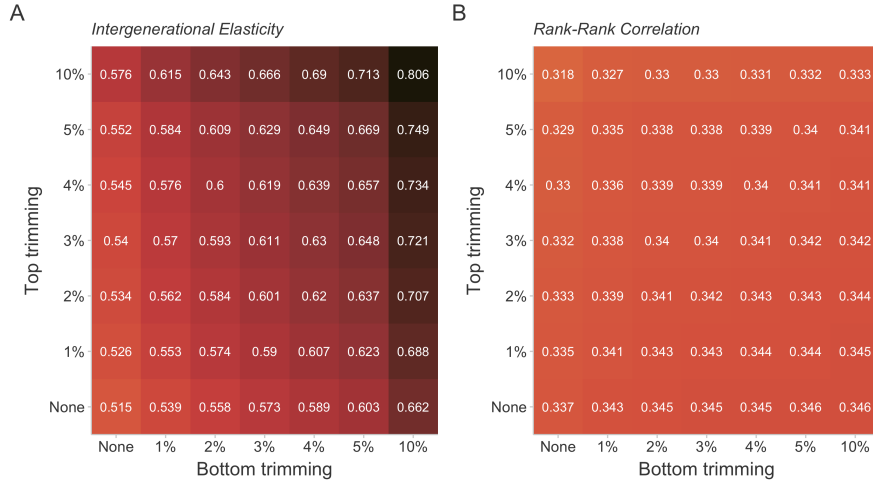 A
Intergenerational Elasticity
Top trimming
10% 0.576 0.615 0.643 0.666 0.69 0.713 0.806
5% 0.552 0.584 0.609 0.629 0.649 0.669 0.749
4% 0.545 0.576 0.6 0.619 0.639 0.657 0.734
3% 0.54 0.57 0.593 0.611 0.63 0.648 0.721
2% 0.534 0.562 0.584 0.601 0.62 0.637 0.707
1% 0.526 0.553 0.574 0.59 0.607 0.623 0.688
None 0.515 0.539 0.558 0.573 0.589 0.603 0.662
None 1% 2% 3% 4% 5% 10%
Bottom trimming
B
Rank-Rank Correlation
Top trimming
10% 0.318 0.327 0.33 0.33 0.331 0.332 0.333
5% 0.329 0.335 0.338 0.338 0.339 0.34 0.341
4% 0.33 0.336 0.339 0.339 0.34 0.341 0.341
3% 0.332 0.338 0.34 0.34 0.341 0.342 0.342
2% 0.333 0.339 0.341 0.342 0.343 0.343 0.344
1% 0.335 0.341 0.343 0.343 0.344 0.344 0.345
None 0.337 0.343 0.345 0.345 0.345 0.346 0.346
None 1% 2% 3% 4% 5% 10%
Bottom trimming